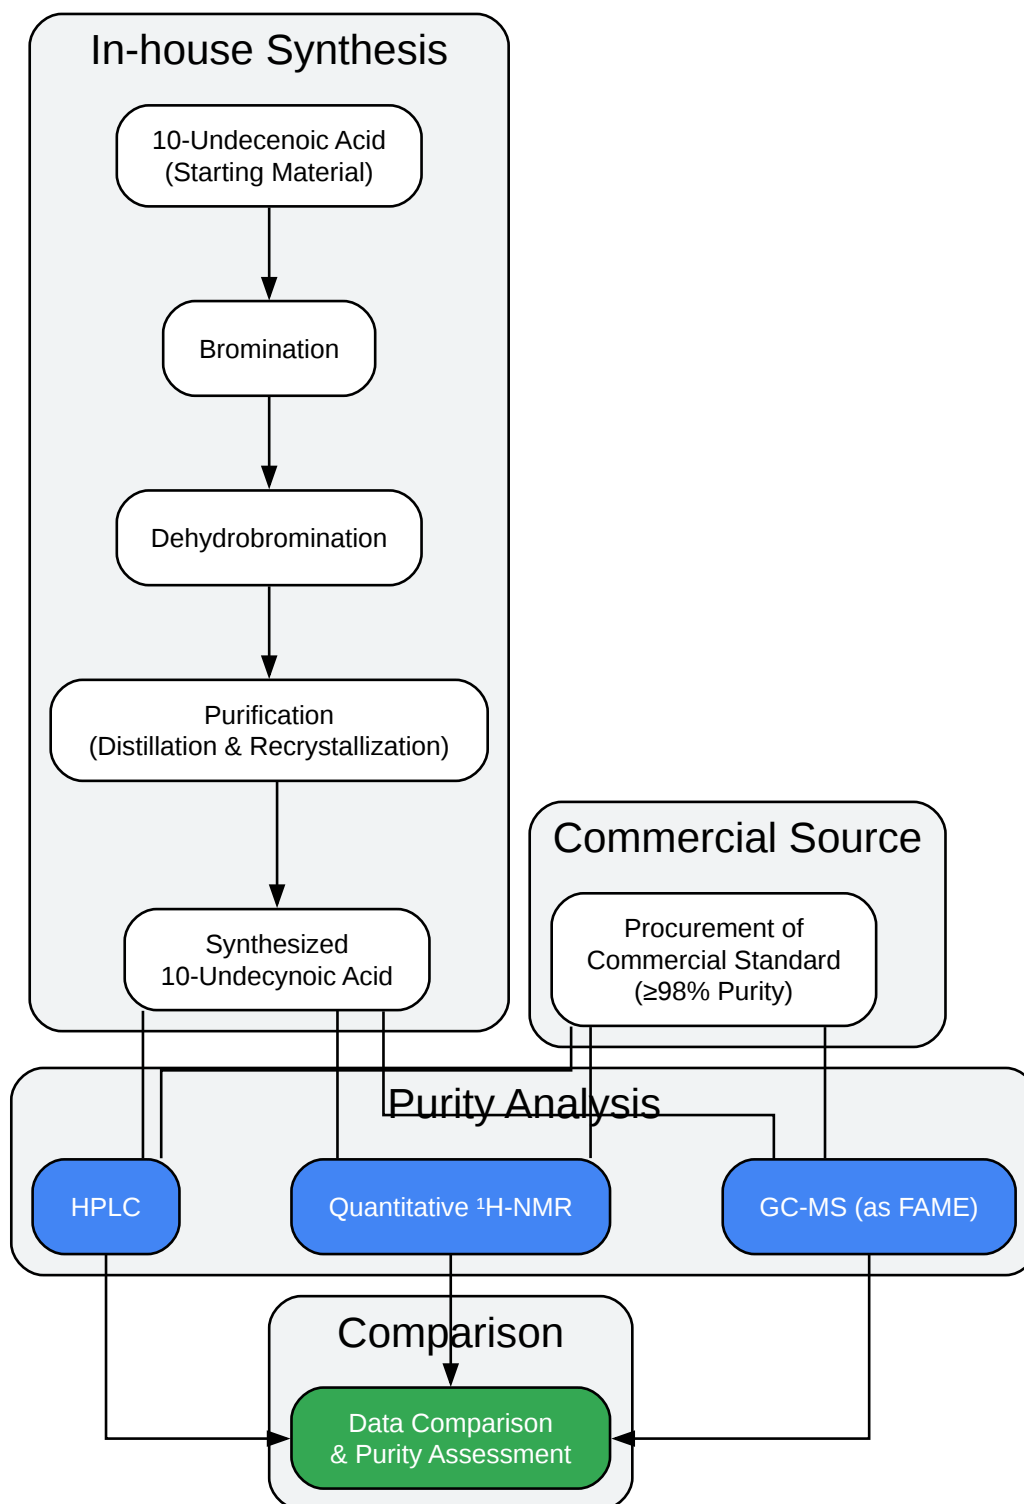 In-house Synthesis
10-Undecenoic Acid
(Starting Material)
Bromination
Dehydrobromination
Purification
(Distillation & Recrystallization)
Synthesized
10-Undecynoic Acid
Commercial Source
Procurement of
Commercial Standard
(≥98% Purity)
Purity Analysis
HPLC
Quantitative ¹H-NMR
GC-MS (as FAME)
Comparison
Data Comparison
& Purity Assessment